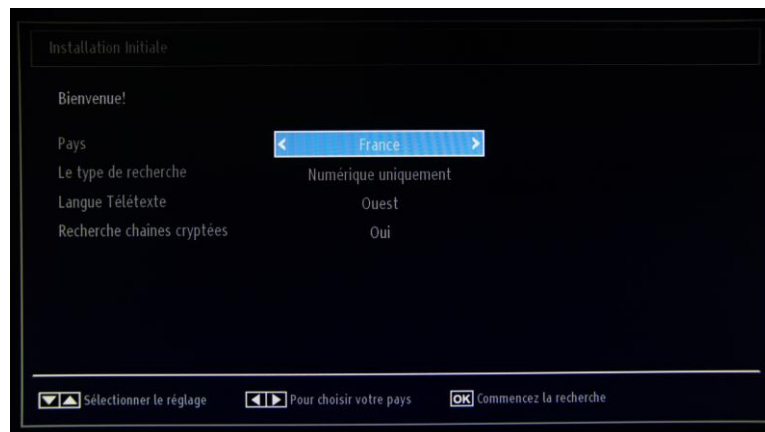 Installation Initiale
Bienvenue!
Pays France
Le type de recherche Numérique uniquement
Langue Télétexte Ouest
Recherche chaînes cryptées Oui
Sélectionner le réglage Pour choisir votre pays OK Commencez la recherche